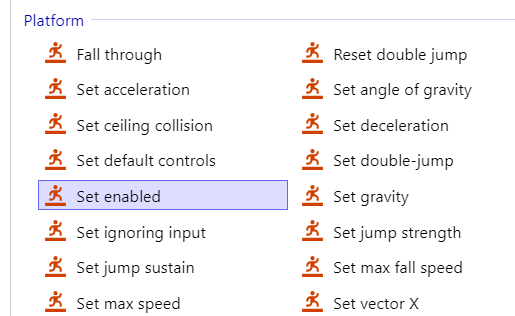 Platform
Fall through
Reset double jump
Set acceleration
Set angle of gravity
Set ceiling collision
Set deceleration
Set default controls
Set double-jump
Set enabled
Set gravity
Set ignoring input
Set jump strength
Set jump sustain
Set max fall speed
Set max speed
Set vector X